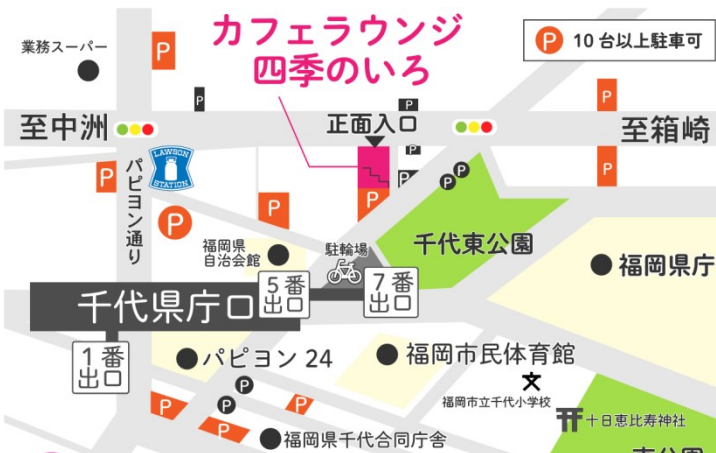 業務スーパー
P
カフェラウンジ
四季のいろ
P 10台以上駐車可
P
P
P
至中洲
正面入口
至箱崎
P
LAWSON
STATION
パピヨン通り
P
P
P
P
P
P
P
P
P
千代東公園
福岡県
自治会館
駐輪場
福岡県庁
5番
出口
7番
出口
千代県庁口
1番
出口
パピヨン 24
福岡市民体育館
文
P
福岡市立千代小学校
P
P
P
P
十日恵比寿神社
福岡県千代合同庁舎